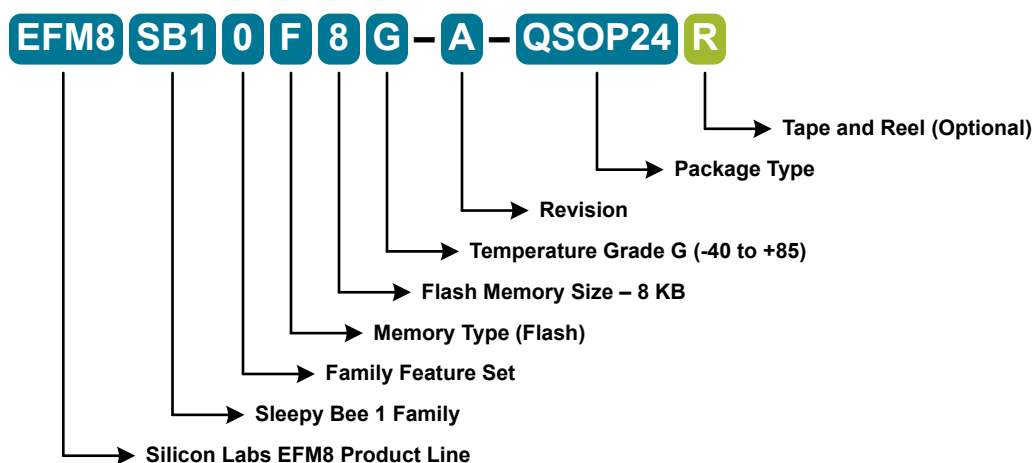 EFM8 SB1 0 F 8 G – A – QSOP24 R
Tape and Reel (Optional)
Package Type
Revision
Temperature Grade G (-40 to +85)
Flash Memory Size – 8 KB
Memory Type (Flash)
Family Feature Set
Sleepy Bee 1 Family
Silicon Labs EFM8 Product Line